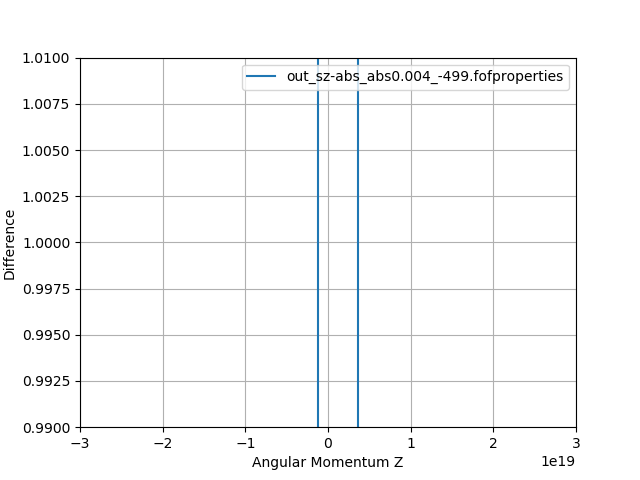 out_sz-abs_abs0.004_-499.fofproperties
1.0100
1.0075
1.0050
1.0025
1.0000
0.9975
0.9950
0.9925
0.9900
Difference
−3 −2 −1 0 1 2 3
1e19
Angular Momentum Z